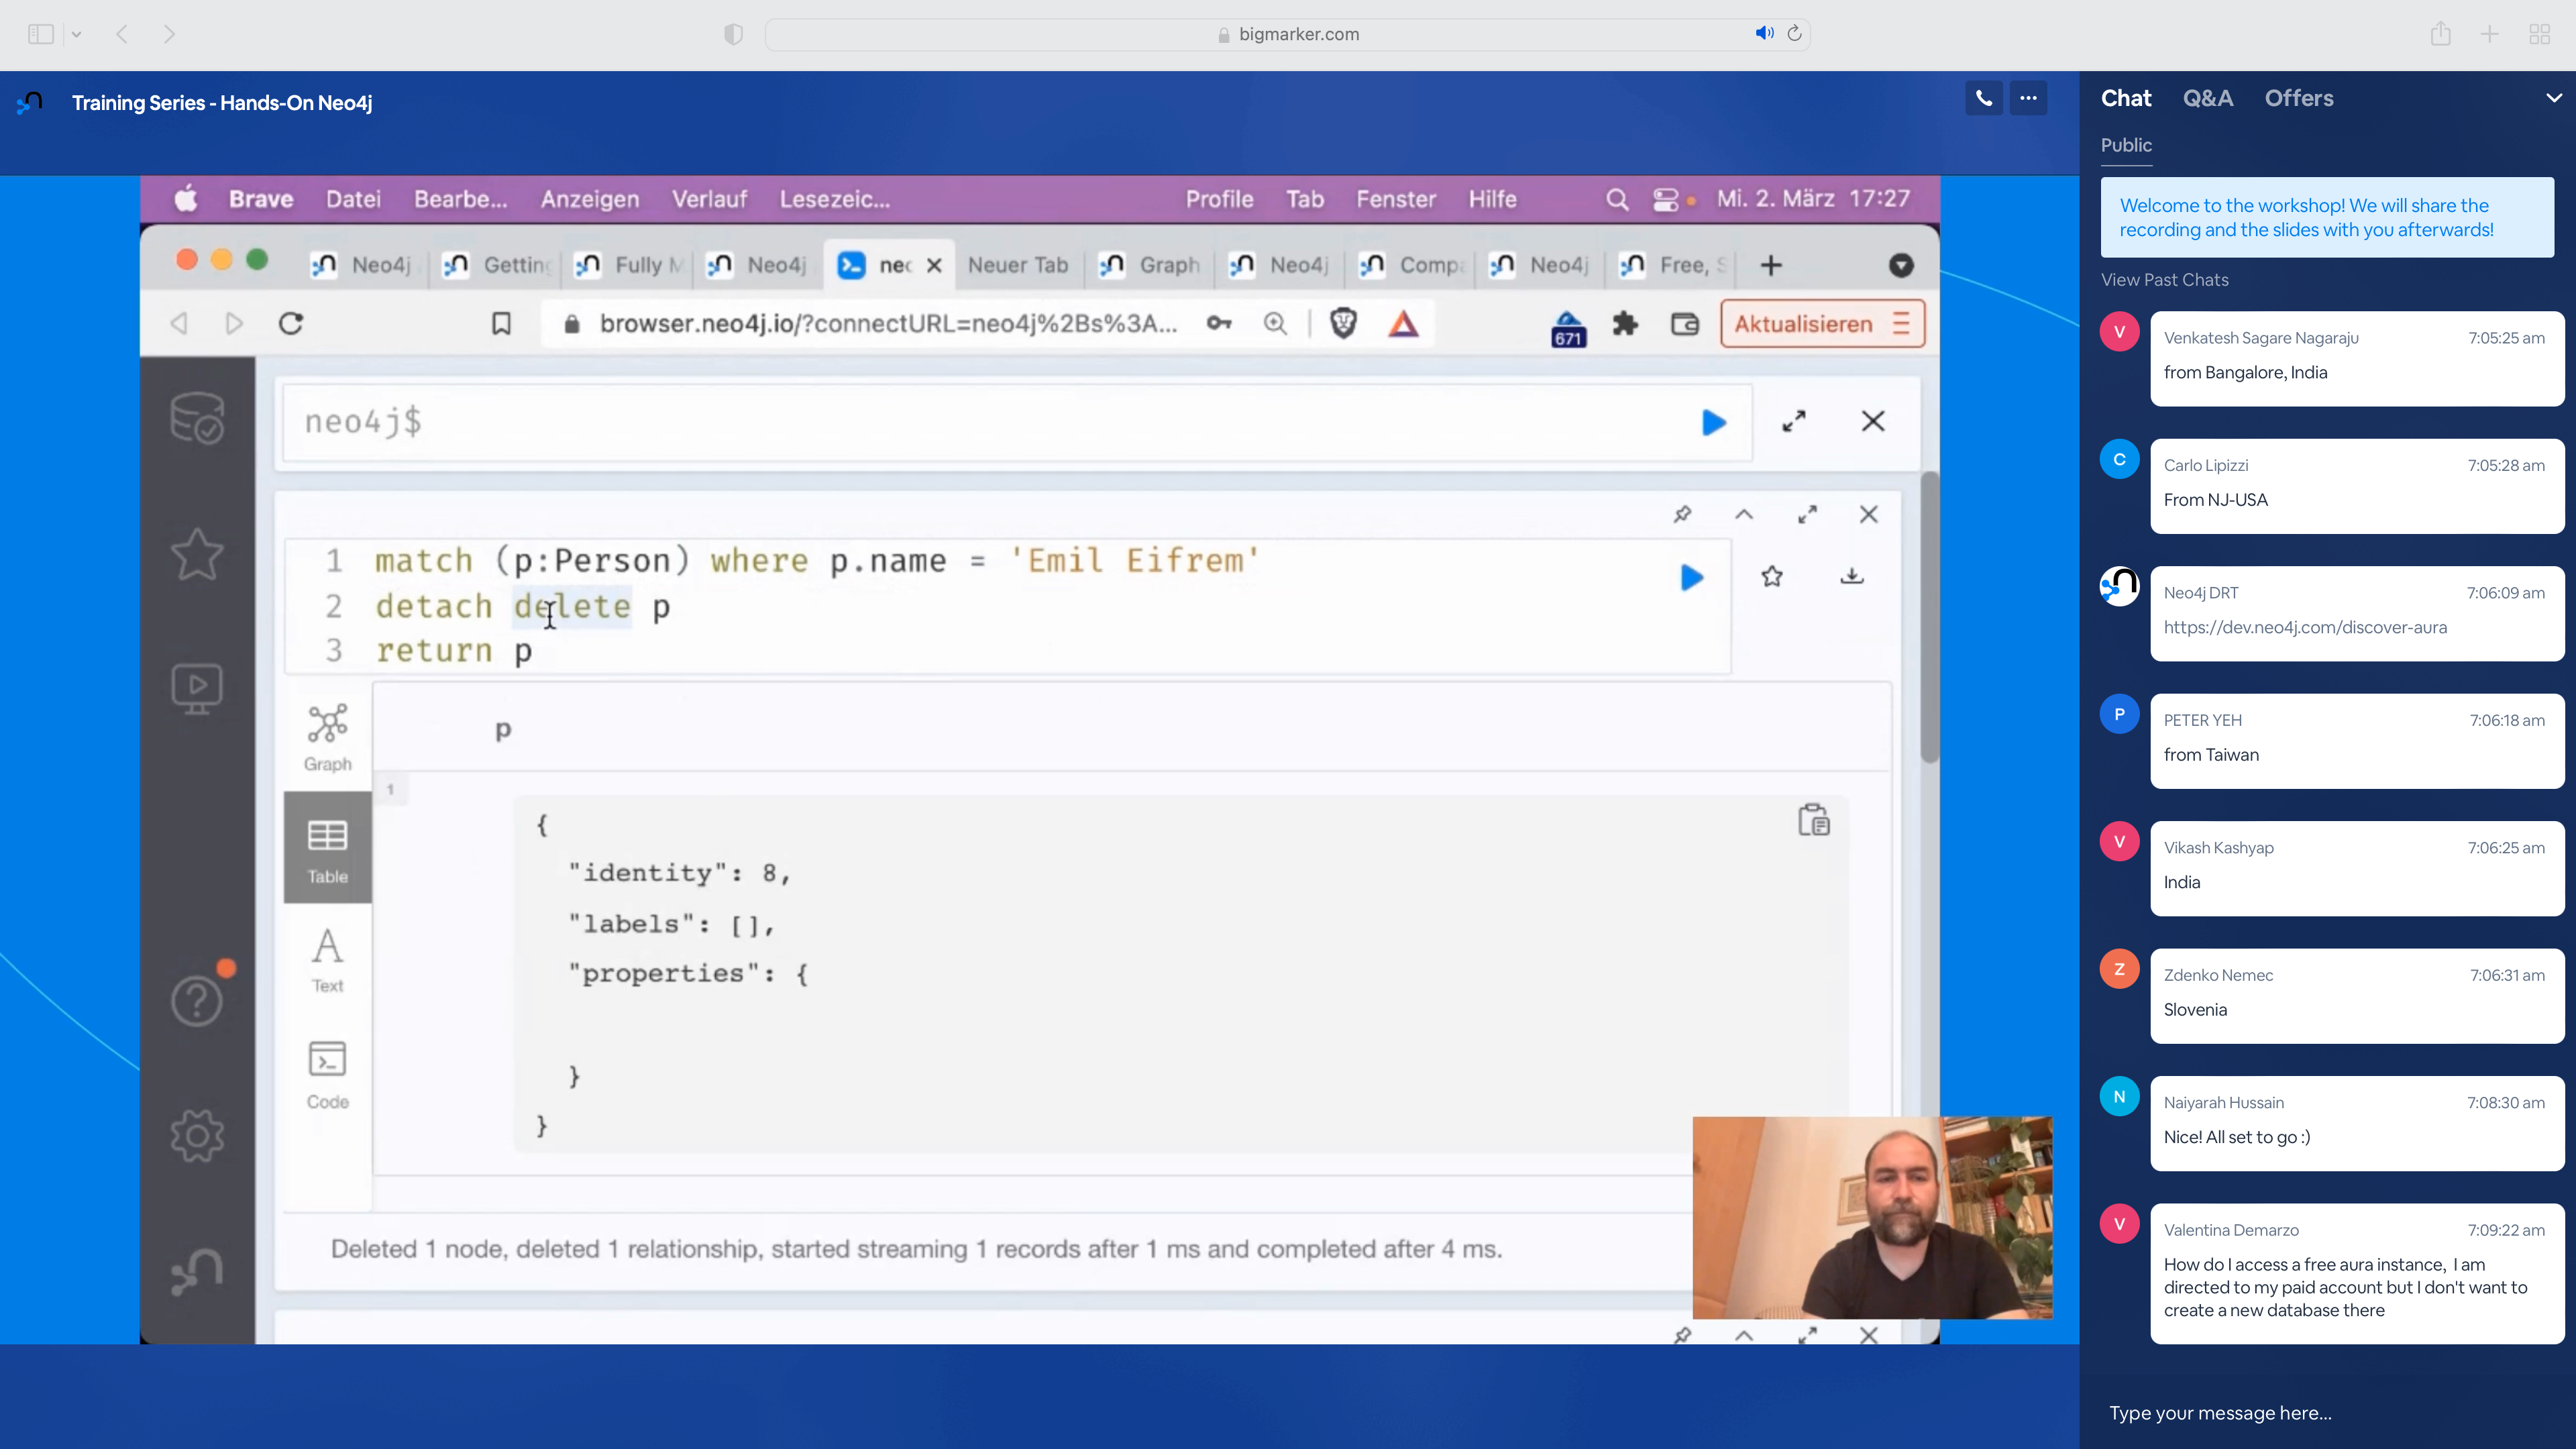 bigmarker.com
Training Series - Hands-On Neo4j
Brave Datei Bearbe... Anzeigen Verlauf Lesezeic... Profile Tab Fenster Hilfe Mi. 2. März 17:27
Neo4j Getting Fully M Neo4j neo Neuer Tab Graph Neo4j Compa Neo4j Free, S
browser.neo4j.io/?connectURL=neo4j%2Bs%3A... 671 Aktualisieren
neo4j$
1 match (p:Person) where p.name = 'Emil Eifrem'
2 detach delete p
3 return p
Graph
Table
Text
Code
p
1
{
"identity": 8,
"labels": [],
"properties": {
}
}
Deleted 1 node, deleted 1 relationship, started streaming 1 records after 1 ms and completed after 4 ms.
Chat Q&A Offers
Public
Welcome to the workshop! We will share the
recording and the slides with you afterwards!
View Past Chats
V
Venkatesh Sagare Nagaraju 7:05:25 am
from Bangalore, India
C
Carlo Lipizzi 7:05:28 am
From NJ-USA
Neo4j DRT 7:06:09 am
https://dev.neo4j.com/discover-aura
P
PETER YEH 7:06:18 am
from Taiwan
V
Vikash Kashyap 7:06:25 am
India
Z
Zdenko Nemec 7:06:31 am
Slovenia
N
Naiyarah Hussain 7:08:30 am
Nice! All set to go :)
V
Valentina Demarzo 7:09:22 am
How do I access a free aura instance, I am
directed to my paid account but I don't want to
create a new database there
Type your message here...